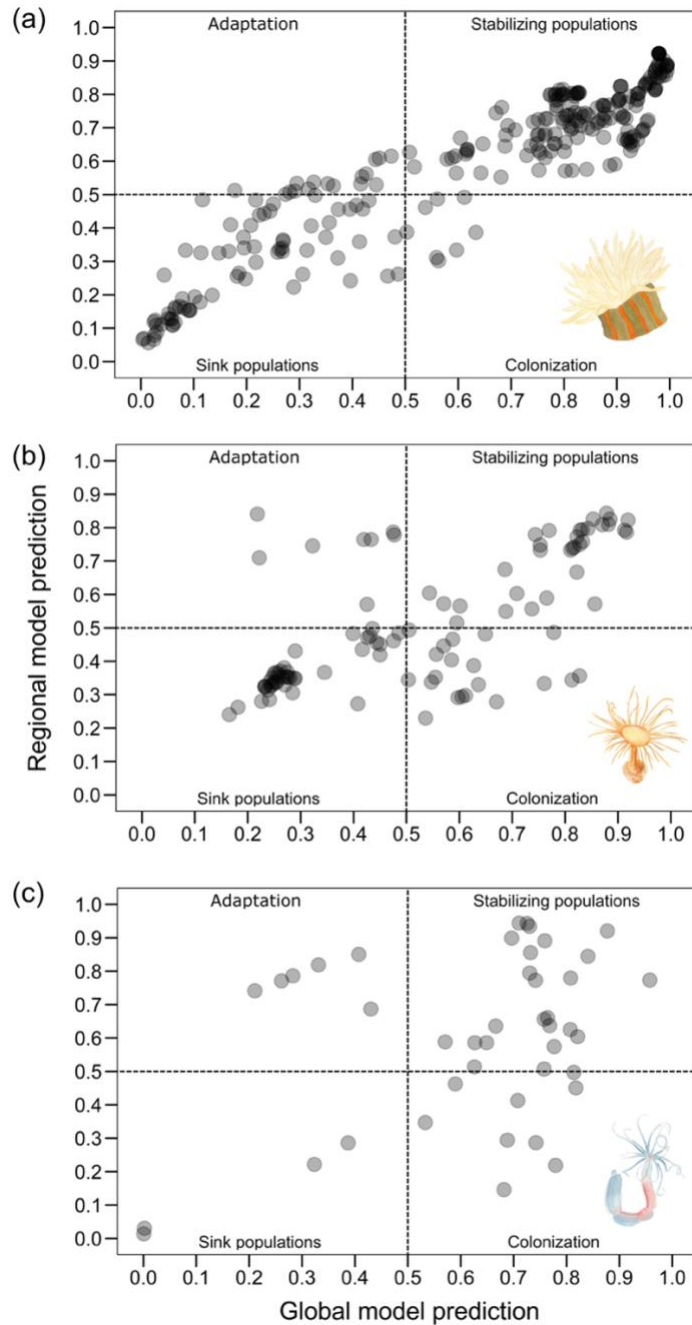 (a)
Adaptation Stabilizing populations
1.0
0.9
0.8
0.7
0.6
0.5
0.4
0.3
0.2
0.1
0.0
Sink populations Colonization
0.0 0.1 0.2 0.3 0.4 0.5 0.6 0.7 0.8 0.9 1.0
(b)
Adaptation Stabilizing populations
Regional model prediction
1.0
0.9
0.8
0.7
0.6
0.5
0.4
0.3
0.2
0.1
0.0
Sink populations Colonization
0.0 0.1 0.2 0.3 0.4 0.5 0.6 0.7 0.8 0.9 1.0
(c)
Adaptation Stabilizing populations
1.0
0.9
0.8
0.7
0.6
0.5
0.4
0.3
0.2
0.1
0.0
Sink populations Colonization
0.0 0.1 0.2 0.3 0.4 0.5 0.6 0.7 0.8 0.9 1.0
Global model prediction